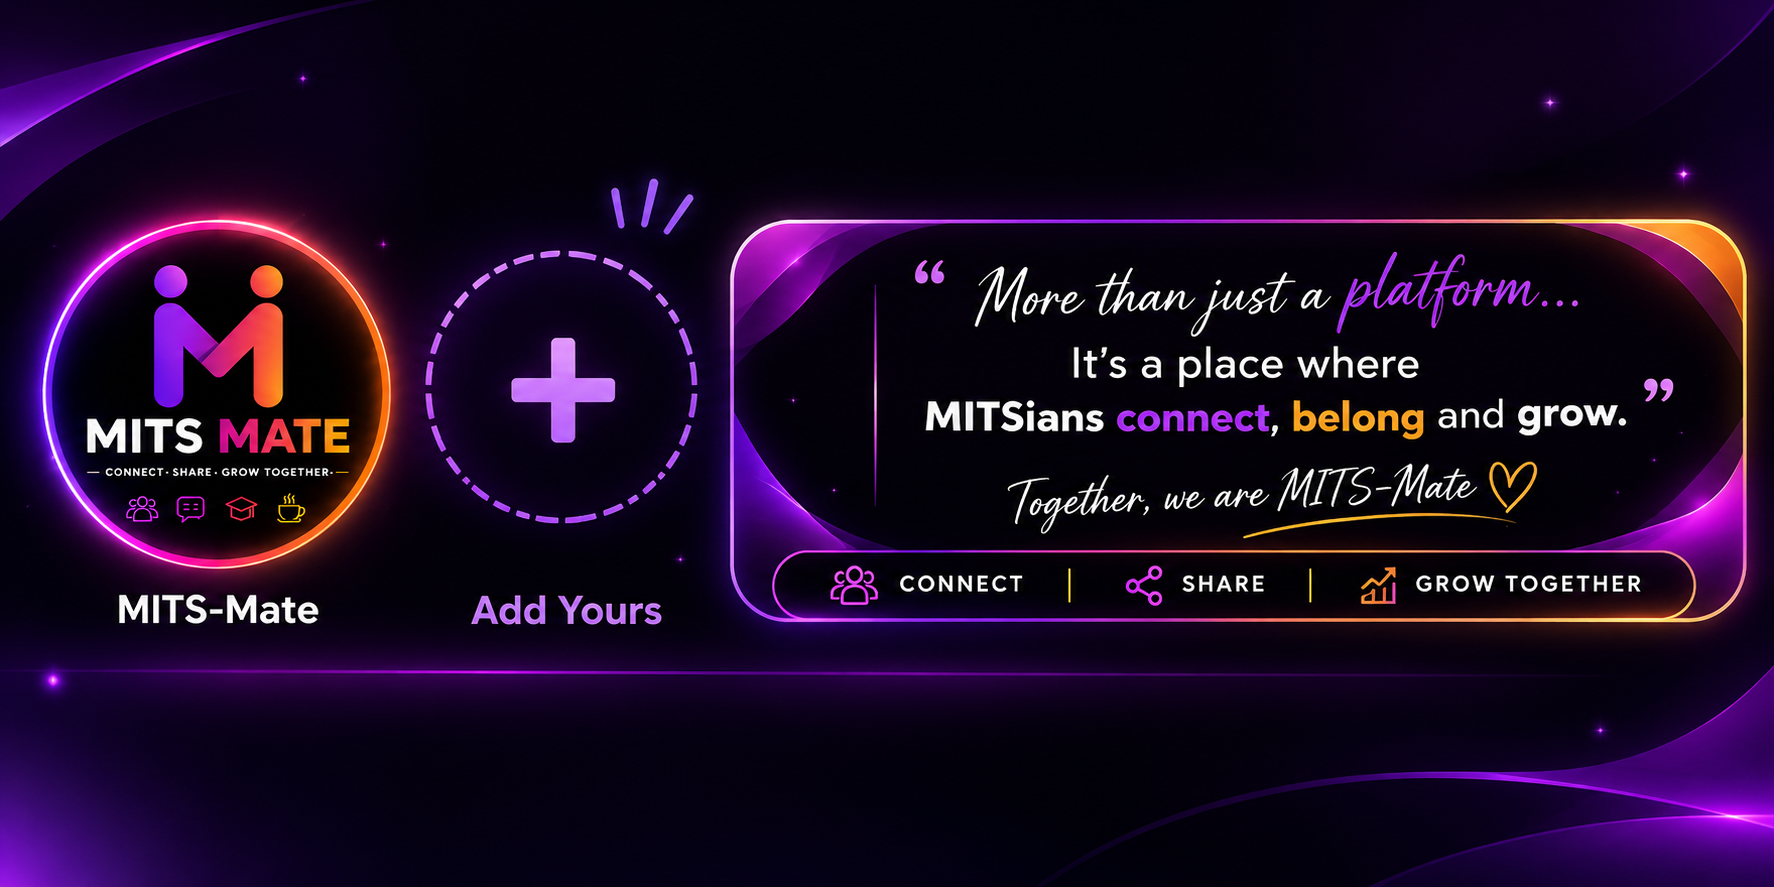 MITS MATE
— CONNECT · SHARE · GROW TOGETHER · —
MITS-Mate
Add Yours
“ More than just a platform...
It’s a place where
MITSians connect, belong and grow. ”
Together, we are MITS-Mate
CONNECT | SHARE | GROW TOGETHER